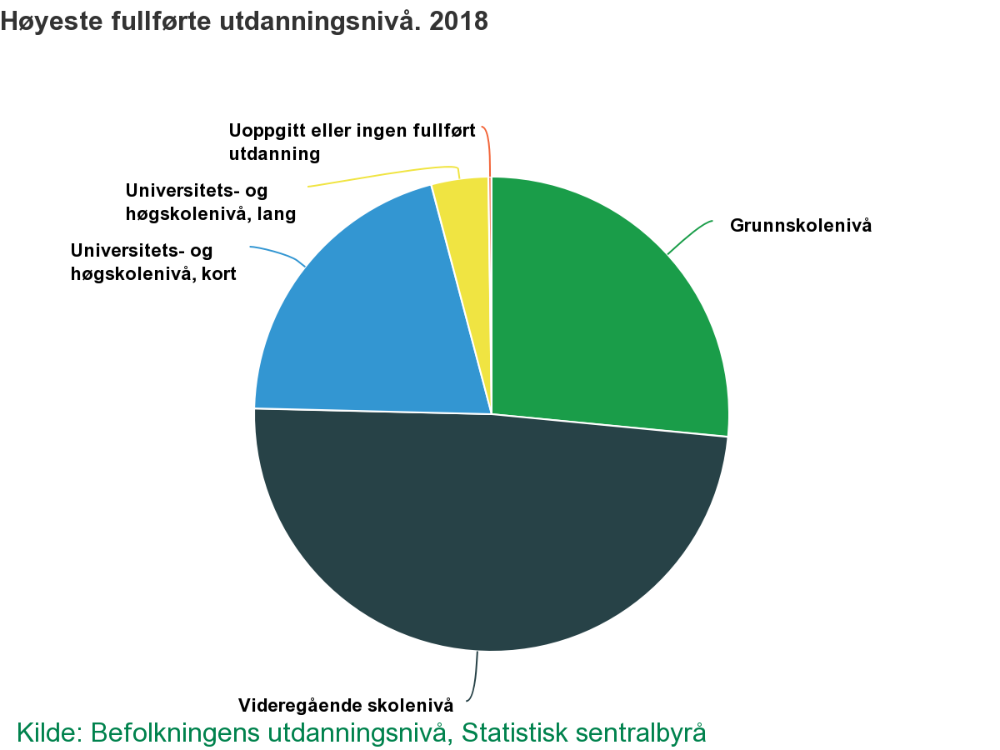 Høyeste fullførte utdanningsnivå. 2018
Uoppgitt eller ingen fullført
utdanning
Universitets- og
høgskolenivå, lang
Universitets- og
høgskolenivå, kort
Grunnskolenivå
Videregående skolenivå
Kilde: Befolkningens utdanningsnivå, Statistisk sentralbyrå